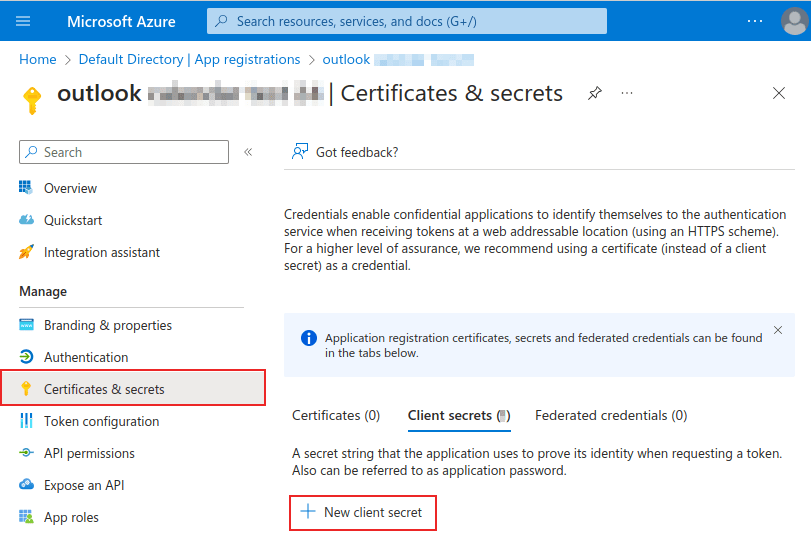 Microsoft Azure
Search resources, services, and docs (G+/)
Home > Default Directory | App registrations > outlook
outlook | Certificates & secrets
Search
Got feedback?
Overview
Quickstart
Integration assistant
Manage
Branding & properties
Authentication
Certificates & secrets
Token configuration
API permissions
Expose an API
App roles
Credentials enable confidential applications to identify themselves to the authentication
service when receiving tokens at a web addressable location (using an HTTPS scheme).
For a higher level of assurance, we recommend using a certificate (instead of a client
secret) as a credential.
Application registration certificates, secrets and federated credentials can be found
in the tabs below.
Certificates (0) Client secrets ( ) Federated credentials (0)
A secret string that the application uses to prove its identity when requesting a token.
Also can be referred to as application password.
New client secret